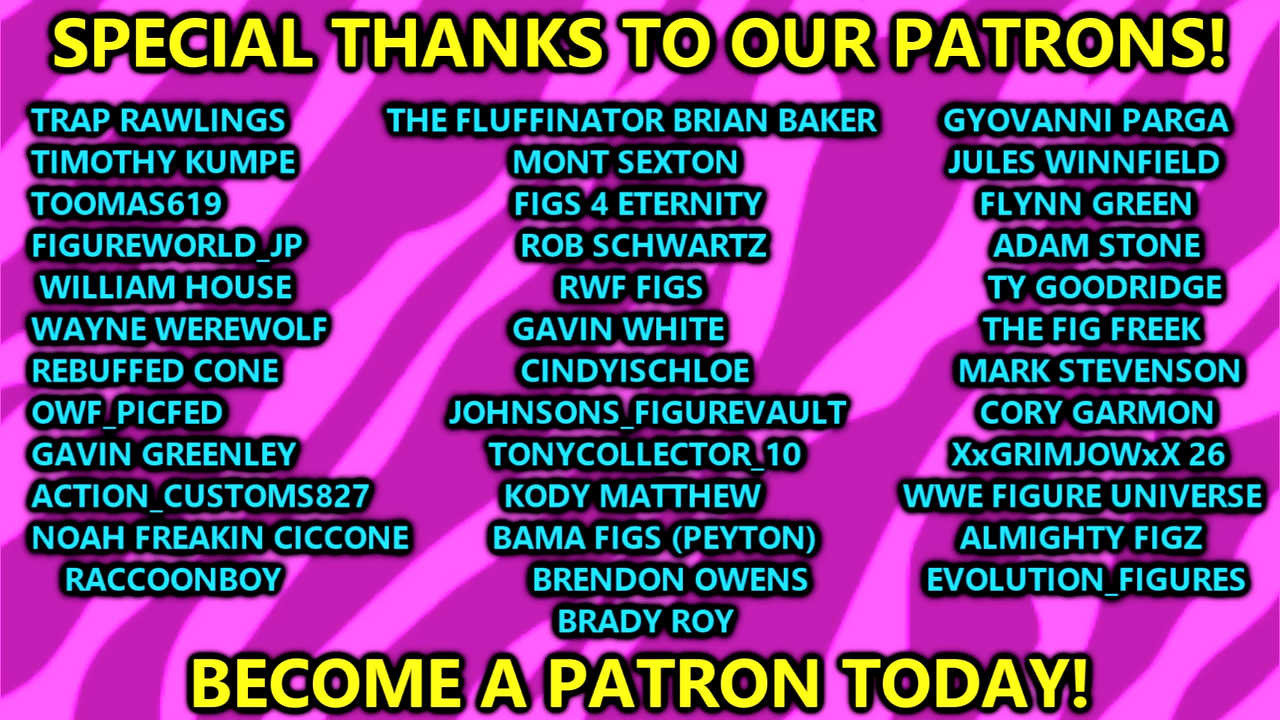 SPECIAL THANKS TO OUR PATRONS!
TRAP RAWLINGS
TIMOTHY KUMPE
TOOMAS619
FIGUREWORLD_JP
WILLIAM HOUSE
WAYNE WEREWOLF
REBUFFED CONE
OWF_PICFED
GAVIN GREENLEY
ACTION_CUSTOMS827
NOAH FREAKIN CICCONE
RACCOONBOY
THE FLUFFINATOR BRIAN BAKER
MONT SEXTON
FIGS 4 ETERNITY
ROB SCHWARTZ
RWF FIGS
GAVIN WHITE
CINDYISCHLOE
JOHNSONS_FIGUREVAULT
TONYCOLLECTOR_10
KODY MATTHEW
BAMA FIGS (PEYTON)
BRENDON OWENS
BRADY ROY
GYOVANNI PARGA
JULES WINNFIELD
FLYNN GREEN
ADAM STONE
TY GOODRIDGE
THE FIG FREEK
MARK STEVENSON
CORY GARMON
XxGRIMJOWxX 26
WWE FIGURE UNIVERSE
ALMIGHTY FIGZ
EVOLUTION_FIGURES
BECOME A PATRON TODAY!